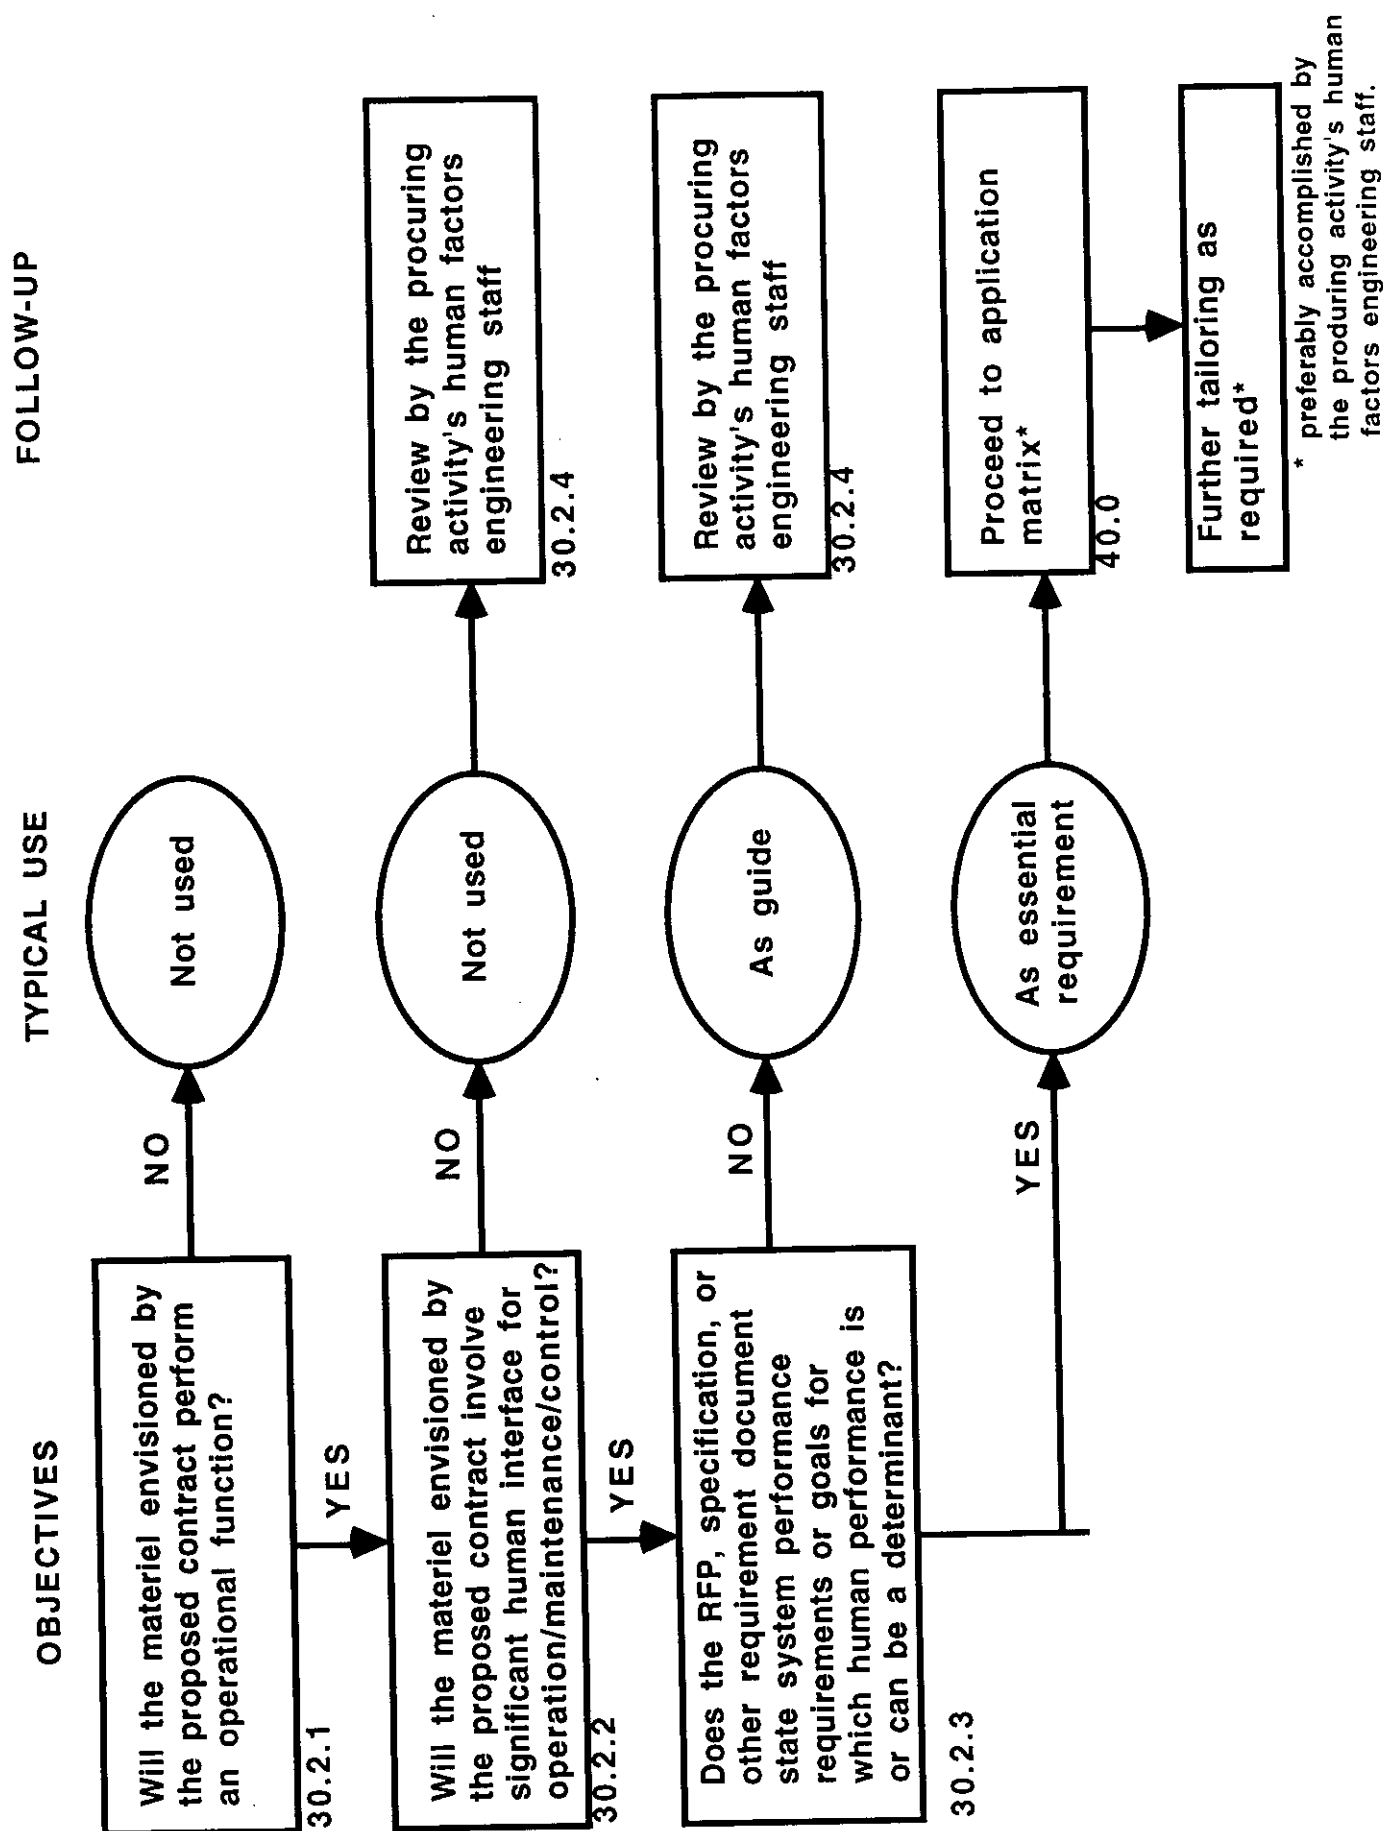 OBJECTIVES
TYPICAL USE
FOLLOW-UP
Will the materiel envisioned by
the proposed contract perform
an operational function?
30.2.1
NO
Not used
YES
Will the materiel envisioned by
the proposed contract involve
significant human interface for
operation/maintenance/control?
30.2.2
NO
Not used
Review by the procuring
activity's human factors
engineering staff
30.2.4
YES
Does the RFP, specification, or
other requirement document
state system performance
requirements or goals for
which human performance is
or can be a determinant?
30.2.3
NO
As guide
Review by the procuring
activity's human factors
engineering staff
30.2.4
YES
As essential
requirement
Proceed to application
matrix*
40.0
Further tailoring as
required*
* preferably accomplished by
the produring activity's human
factors engineering staff.